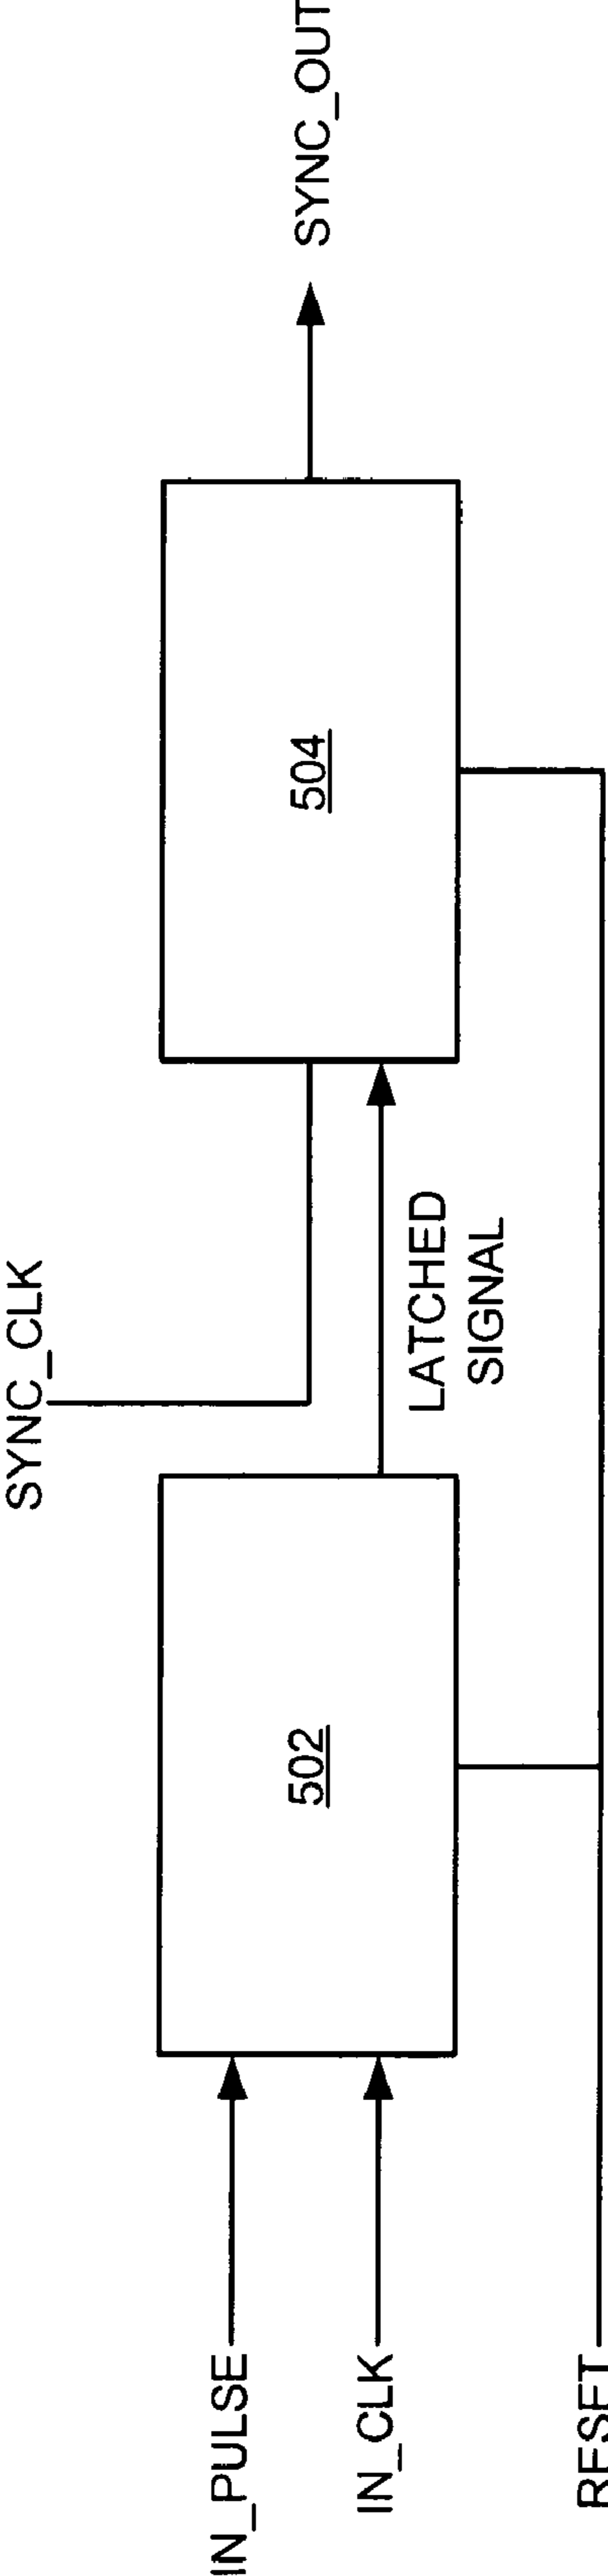 SYNC_CLK
SYNC_OUT
IN_PULSE
502
504
IN_CLK
LATCHED
SIGNAL
RESET